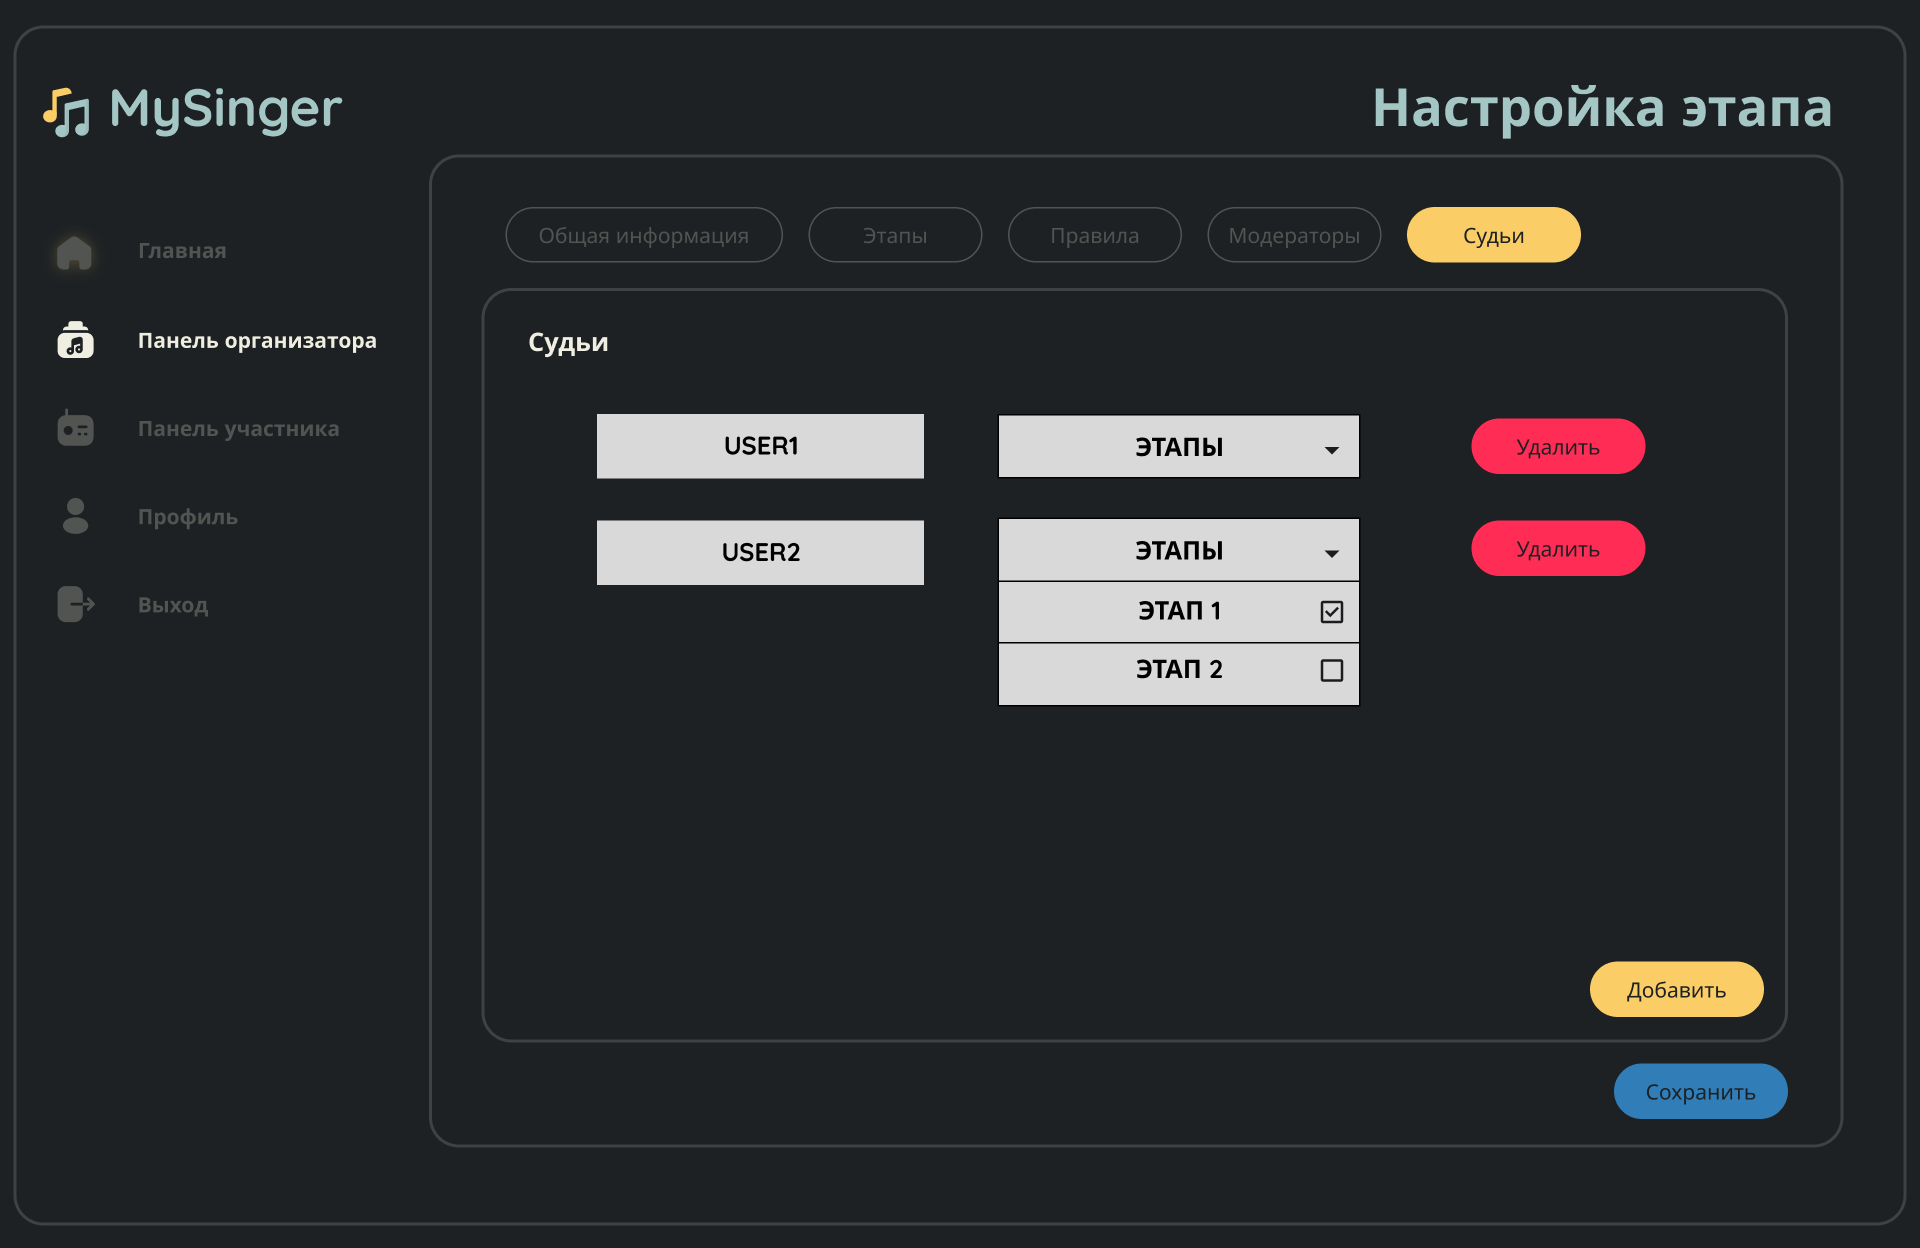 MySinger
Настройка этапа
Главная
Панель организатора
Панель участника
Профиль
Выход
Общая информация
Этапы
Правила
Модераторы
Судьи
Судьи
USER1
ЭТАПЫ
Удалить
USER2
ЭТАПЫ
Удалить
ЭТАП 1
ЭТАП 2
Добавить
Сохранить